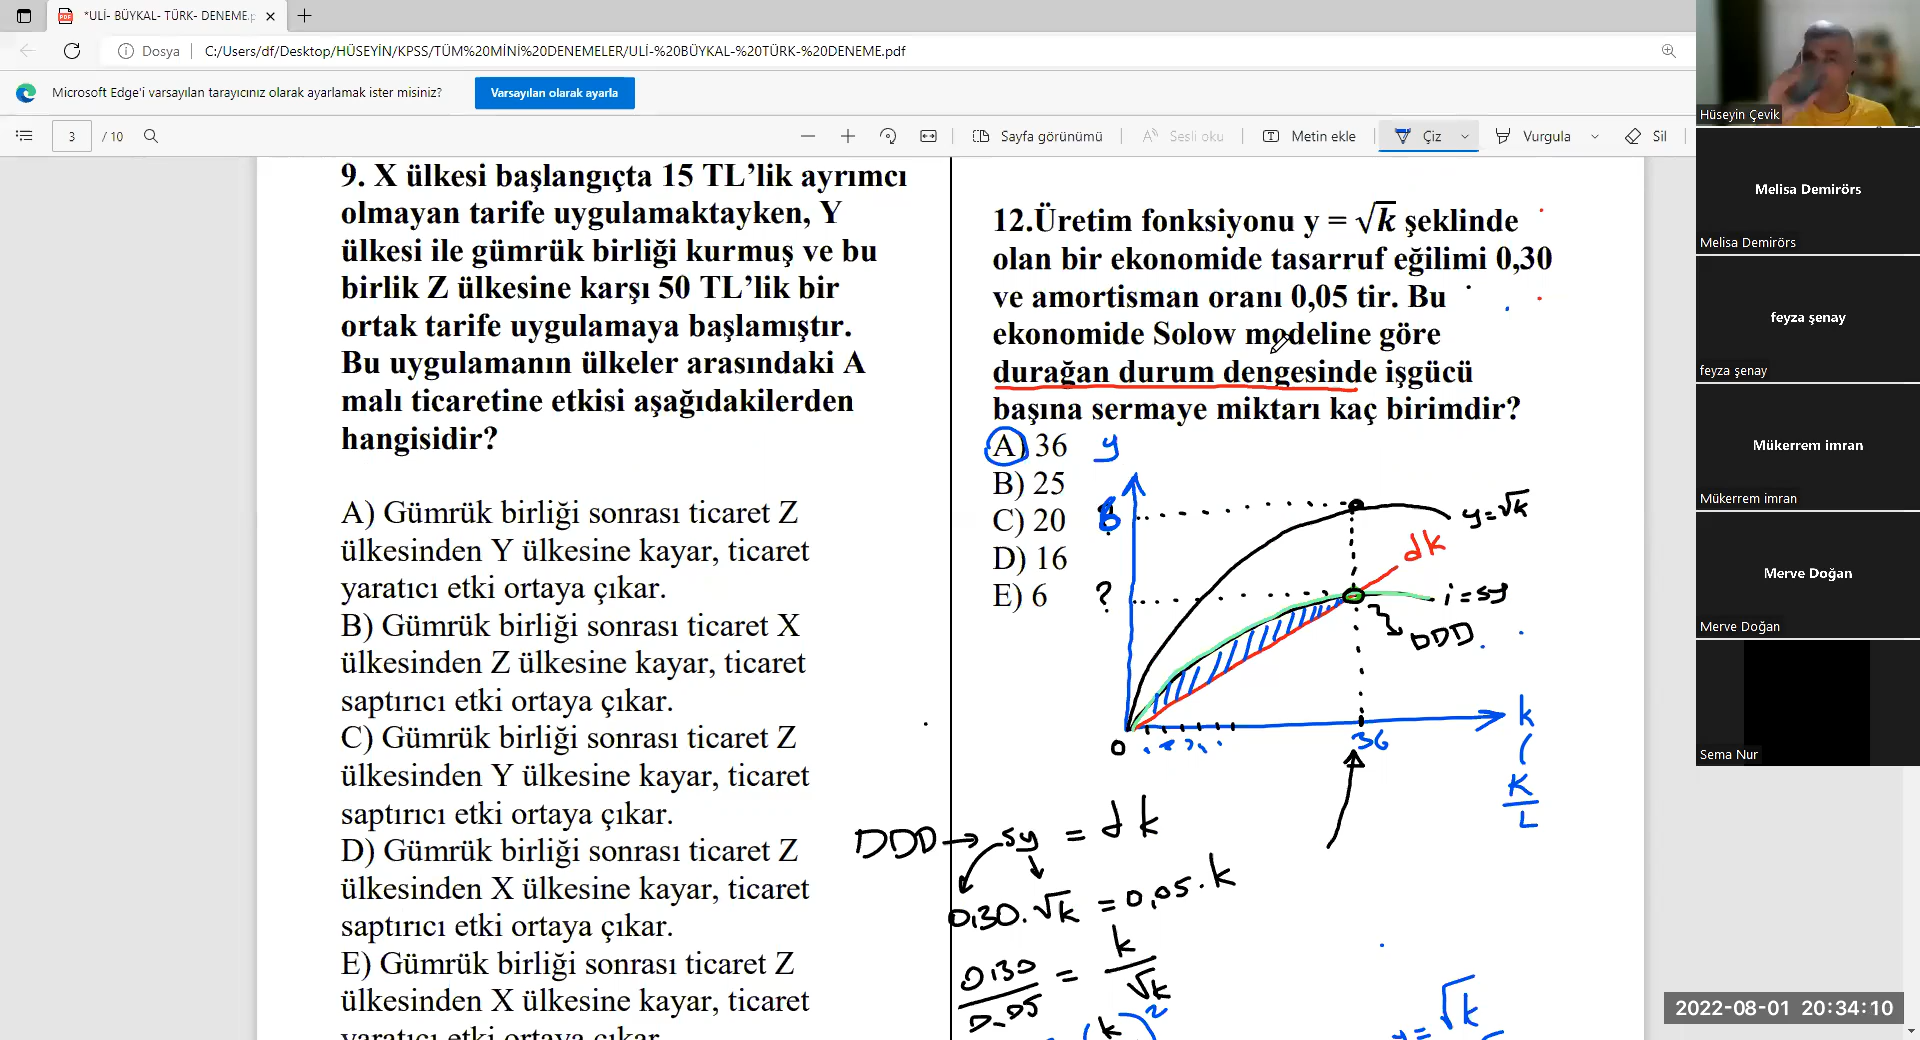 *ULİ- BÜYKAL- TÜRK- DENEME.p
Dosya
C:/Users/df/Desktop/HÜSEYİN/KPSS/TÜM%20MİNİ%20DENEMELER/ULİ-%20BÜYKAL-%20TÜRK-%20DENEME.pdf
Microsoft Edge'i varsayılan tarayıcınız olarak ayarlamak ister misiniz?
Varsayılan olarak ayarla
3 / 10
Sayfa görünümü
Sesli oku
Metin ekle
Çiz
Vurgula
Sil
9. X ülkesi başlangıçta 15 TL'lik ayrımcı
olmayan tarife uygulamaktayken, Y
ülkesi ile gümrük birliği kurmuş ve bu
birlik Z ülkesine karşı 50 TL'lik bir
ortak tarife uygulamaya başlamıştır.
Bu uygulamanın ülkeler arasındaki A
malı ticaretine etkisi aşağıdakilerden
hangisidir?
A) Gümrük birliği sonrası ticaret Z
ülkesinden Y ülkesine kayar, ticaret
yaratıcı etki ortaya çıkar.
B) Gümrük birliği sonrası ticaret X
ülkesinden Z ülkesine kayar, ticaret
saptırıcı etki ortaya çıkar.
C) Gümrük birliği sonrası ticaret Z
ülkesinden Y ülkesine kayar, ticaret
saptırıcı etki ortaya çıkar.
D) Gümrük birliği sonrası ticaret Z
ülkesinden X ülkesine kayar, ticaret
saptırıcı etki ortaya çıkar.
E) Gümrük birliği sonrası ticaret Z
ülkesinden X ülkesine kayar, ticaret
yaratıcı etki ortaya çıkar.
12.Üretim fonksiyonu y = √k şeklinde
olan bir ekonomide tasarruf eğilimi 0,30
ve amortisman oranı 0,05 tir. Bu
ekonomide Solow modeline göre
durağan durum dengesinde işgücü
başına sermaye miktarı kaç birimdir?
A) 36
B) 25
C) 20
D) 16
E) 6
y
6
?
y=√k
dk
i=sy
DDD
0
36
k
K
L
DDD → sy = dk
0,30.√k = 0,05.k
0,30 = k
0,05 √k
(k)²
y = √k
Hüseyin Çevik
Melisa Demirörs
Melisa Demirörs
feyza şenay
feyza şenay
Mükerrem imran
Mükerrem imran
Merve Doğan
Merve Doğan
Sema Nur
2022-08-01 20:34:10